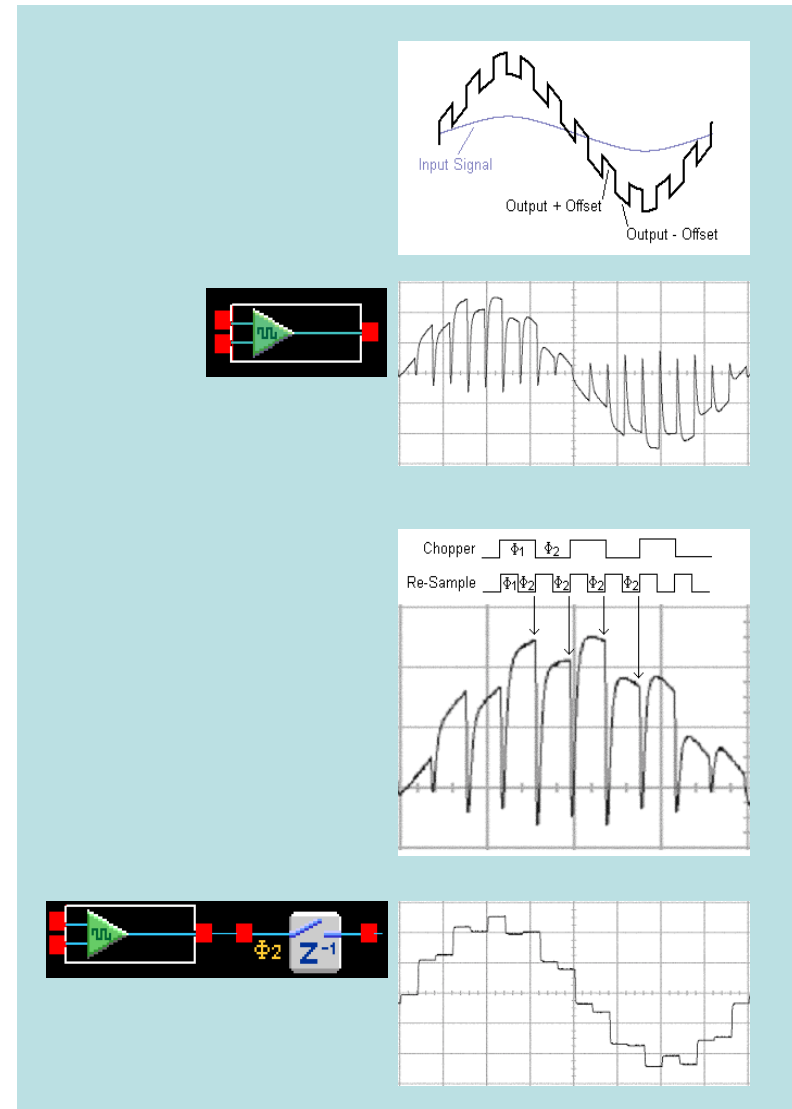 Input Signal
Output + Offset
Output - Offset
Chopper Φ1 Φ2
Re-Sample Φ1 Φ2 Φ2 Φ2 Φ2
Φ2 Z-1